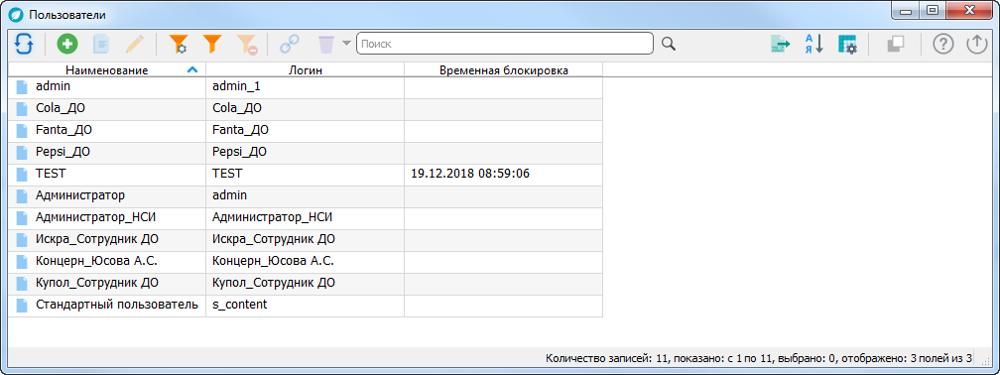 Пользователи
Поиск
А Я
Наименование Логин Временная блокировка
admin admin_1
Cola_ДО Cola_ДО
Fanta_ДО Fanta_ДО
Pepsi_ДО Pepsi_ДО
TEST TEST 19.12.2018 08:59:06
Администратор admin
Администратор_НСИ Администратор_НСИ
Искра_Сотрудник ДО Искра_Сотрудник ДО
Концерн_Юсова А.С. Концерн_Юсова А.С.
Купол_Сотрудник ДО Купол_Сотрудник ДО
Стандартный пользователь s_content
Количество записей: 11, показано: с 1 по 11, выбрано: 0, отображено: 3 полей из 3